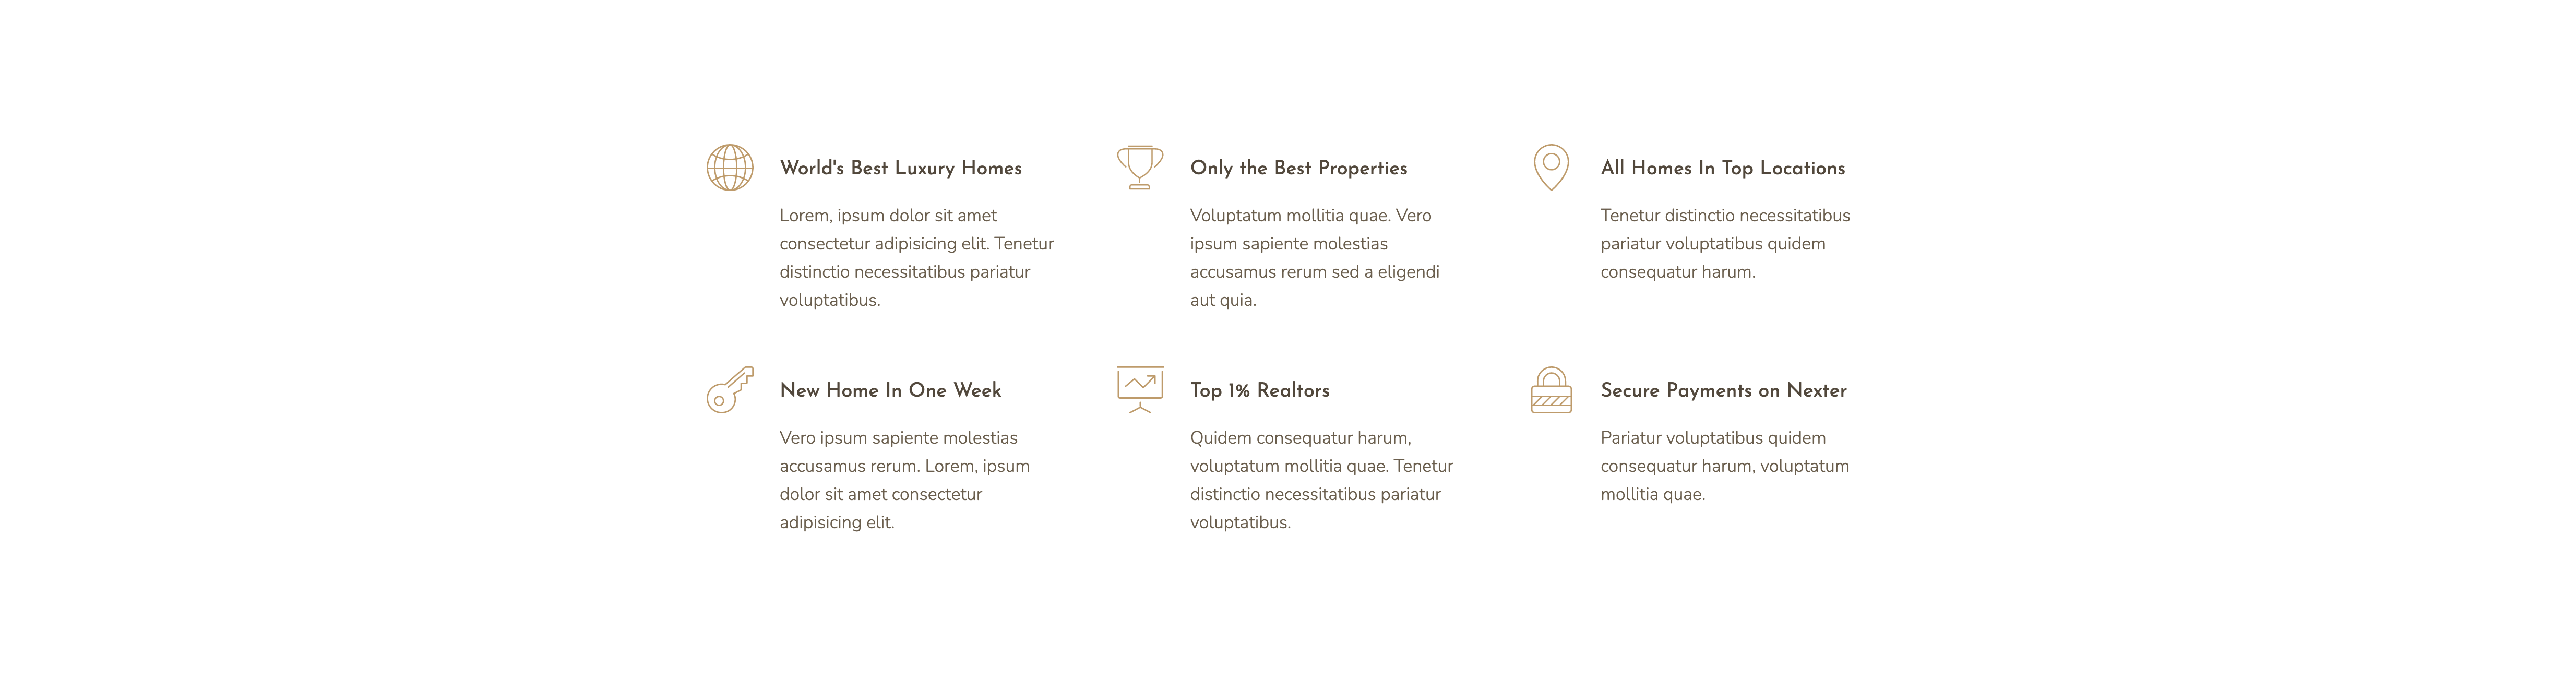 World's Best Luxury Homes
Lorem, ipsum dolor sit amet
consectetur adipisicing elit. Tenetur
distinctio necessitatibus pariatur
voluptatibus.
Only the Best Properties
Voluptatum mollitia quae. Vero
ipsum sapiente molestias
accusamus rerum sed a eligendi
aut quia.
All Homes In Top Locations
Tenetur distinctio necessitatibus
pariatur voluptatibus quidem
consequatur harum.
New Home In One Week
Vero ipsum sapiente molestias
accusamus rerum. Lorem, ipsum
dolor sit amet consectetur
adipisicing elit.
Top 1% Realtors
Quidem consequatur harum,
voluptatum mollitia quae. Tenetur
distinctio necessitatibus pariatur
voluptatibus.
Secure Payments on Nexter
Pariatur voluptatibus quidem
consequatur harum, voluptatum
mollitia quae.